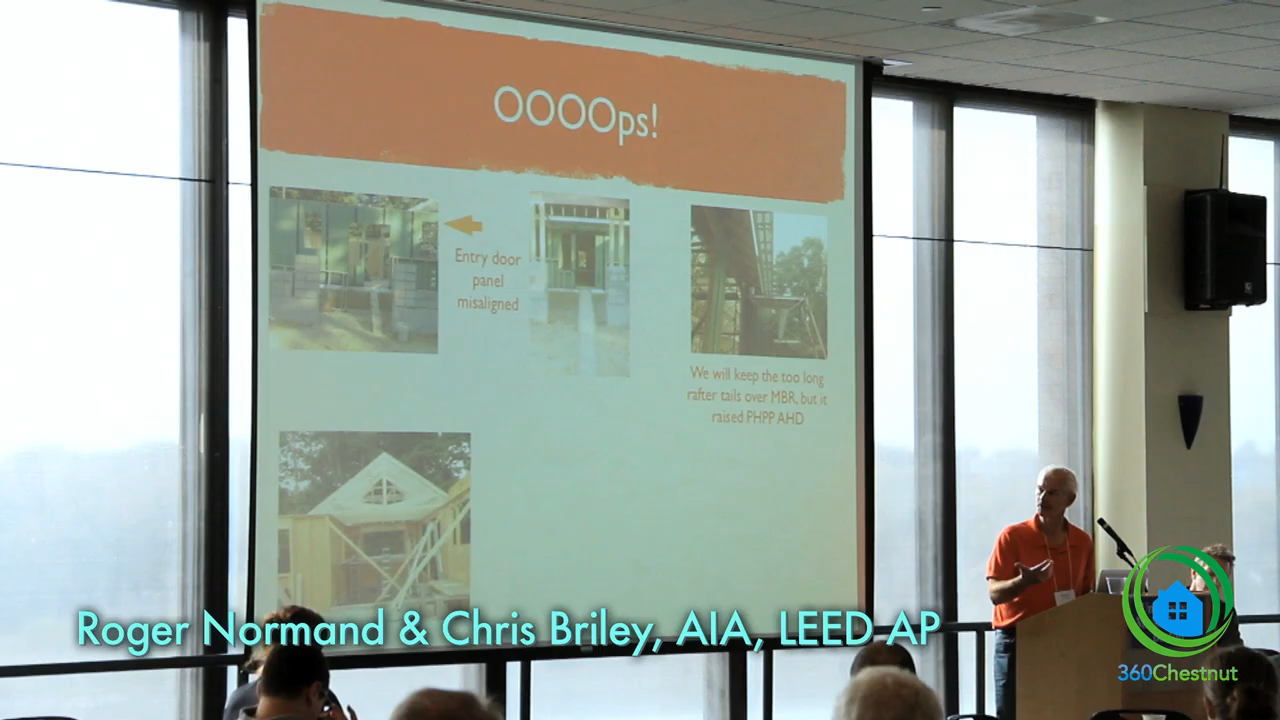 OOOOps!
Entry door
panel
misaligned
We will keep the too long
rafter tails over MBR, but it
raised PHPP AHD
Roger Normand & Chris Briley, AIA, LEED AP
360Chestnut